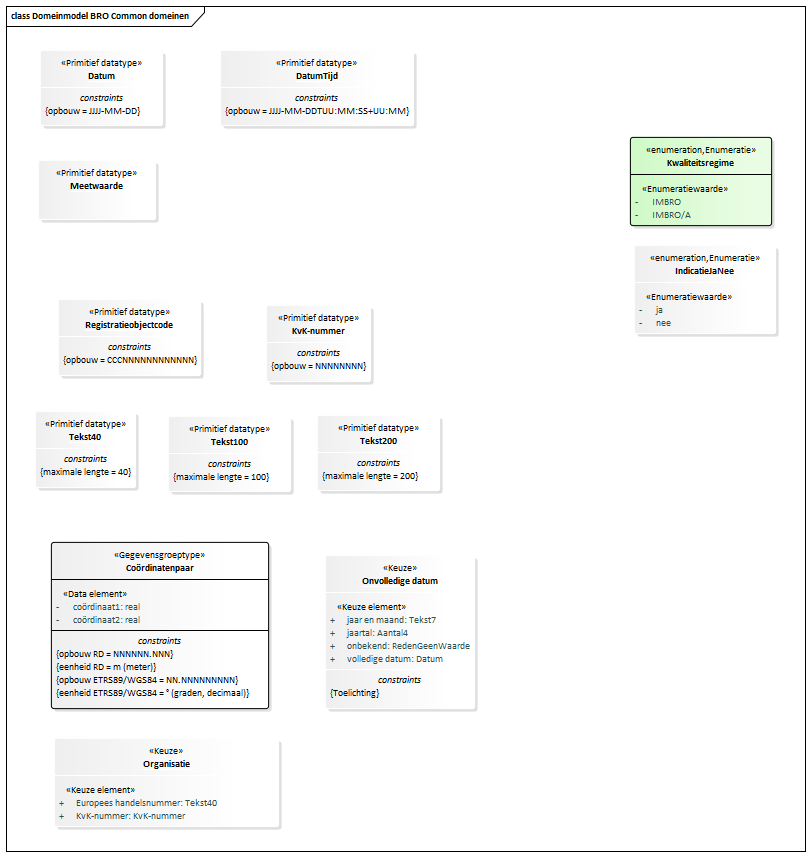 class Domeinmodel BRO Common domeinen
«Primitief datatype»
Datum
constraints
{opbouw = JJJJ-MM-DD}
«Primitief datatype»
DatumTijd
constraints
{opbouw = JJJJ-MM-DDTUU:MM:SS+UU:MM}
«Primitief datatype»
Meetwaarde
«enumeration,Enumeratie»
Kwaliteitsregime
«Enumeratiewaarde»
- IMBRO
- IMBRO/A
«enumeration,Enumeratie»
IndicatieJaNee
«Enumeratiewaarde»
- ja
- nee
«Primitief datatype»
Registratieobjectcode
constraints
{opbouw = CCCNNNNNNNNNNNN}
«Primitief datatype»
KvK-nummer
constraints
{opbouw = NNNNNNNN}
«Primitief datatype»
Tekst40
constraints
{maximale lengte = 40}
«Primitief datatype»
Tekst100
constraints
{maximale lengte = 100}
«Primitief datatype»
Tekst200
constraints
{maximale lengte = 200}
«Gegevensgroeptype»
Coördinatenpaar
«Data element»
- coördinaat1: real
- coördinaat2: real
constraints
{opbouw RD = NNNNNN.NNN}
{eenheid RD = m (meter)}
{opbouw ETRS89/WGS84 = NN.NNNNNNNNN}
{eenheid ETRS89/WGS84 = ° (graden, decimaal)}
«Keuze»
Onvolledige datum
«Keuze element»
+ jaar en maand: Tekst7
+ jaartal: Aantal4
+ onbekend: RedenGeenWaarde
+ volledige datum: Datum
constraints
{Toelichting}
«Keuze»
Organisatie
«Keuze element»
+ Europees handelsnummer: Tekst40
+ KvK-nummer: KvK-nummer